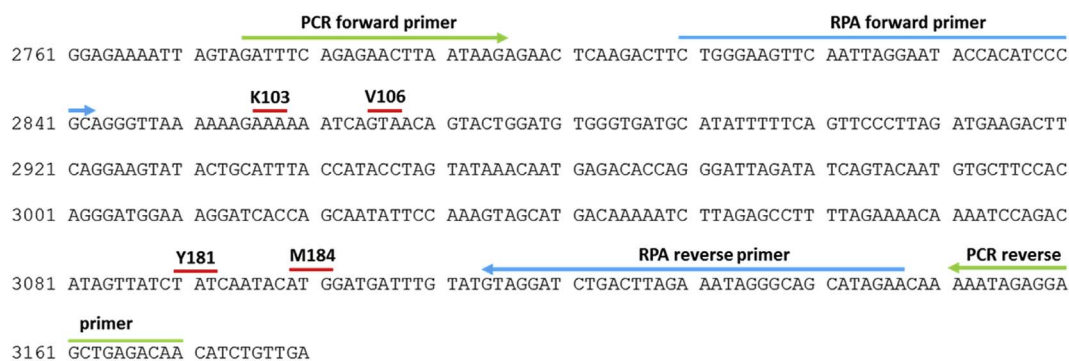 PCR forward primer RPA forward primer
2761 GGAGAAAATT AGTAGATTTC AGAGAACTTA ATAAGAGAAC TCAAGACTTC TGGGAAGTTC AATTAGGAAT ACCACATCCC
K103 V106
2841 GCAGGGTTAA AAAAGAAAAA ATCAGTAACA GTACTGGATG TGGGTGATGC ATATTTTTCA GTTCCCTTAG ATGAAGACTT
2921 CAGGAAGTAT ACTGCATTTA CCATACCTAG TATAAACAAT GAGACACCAG GGATTAGATA TCAGTACAAT GTGCTTCCAC
3001 AGGGATGGAA AGGATCACCA GCAATATTCC AAAGTAGCAT GACAAAAATC TTAGAGCCTT TTAGAAAACA AAATCCAGAC
Y181 M184 RPA reverse primer PCR reverse
3081 ATAGTTATCT ATCAATACAT GGATGATTTG TATGTAGGAT CTGACTTAGA AATAGGGCAG CATAGAACAA AAATAGAGGA
primer
3161 GCTGAGACAA CATCTGTTGA